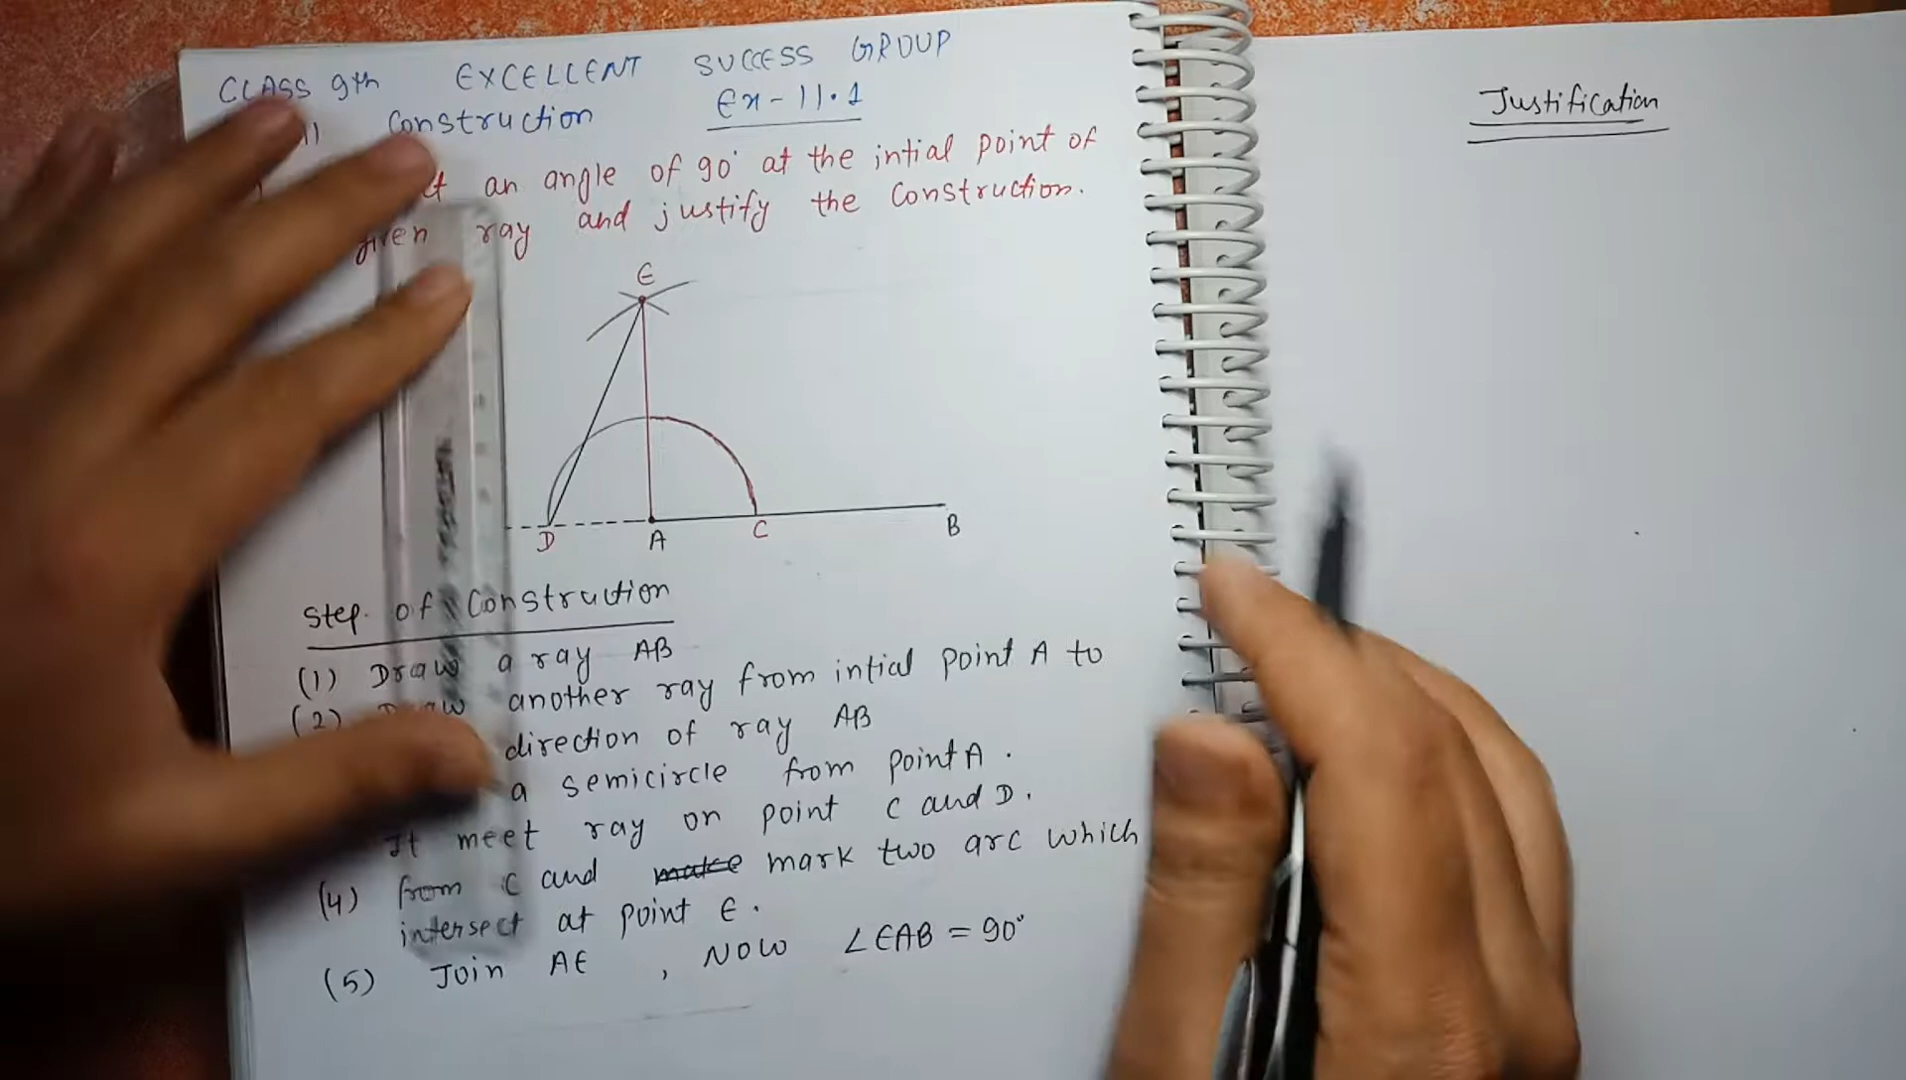 CLASS 9th EXCELLENT SUCCESS GROUP
11 Construction Ex-11.1
an angle of 90° at the intial point of
given ray and justify the construction.
E
D A C B
Step. of Construction
(1) Draw a ray AB
(2) Draw another ray from intial point A to
direction of ray AB
a semicircle from point A.
It meet ray on point C and D.
(4) from C and make mark two arc which
intersect at point E.
(5) Join AE , NOW ∠EAB = 90°
Justification